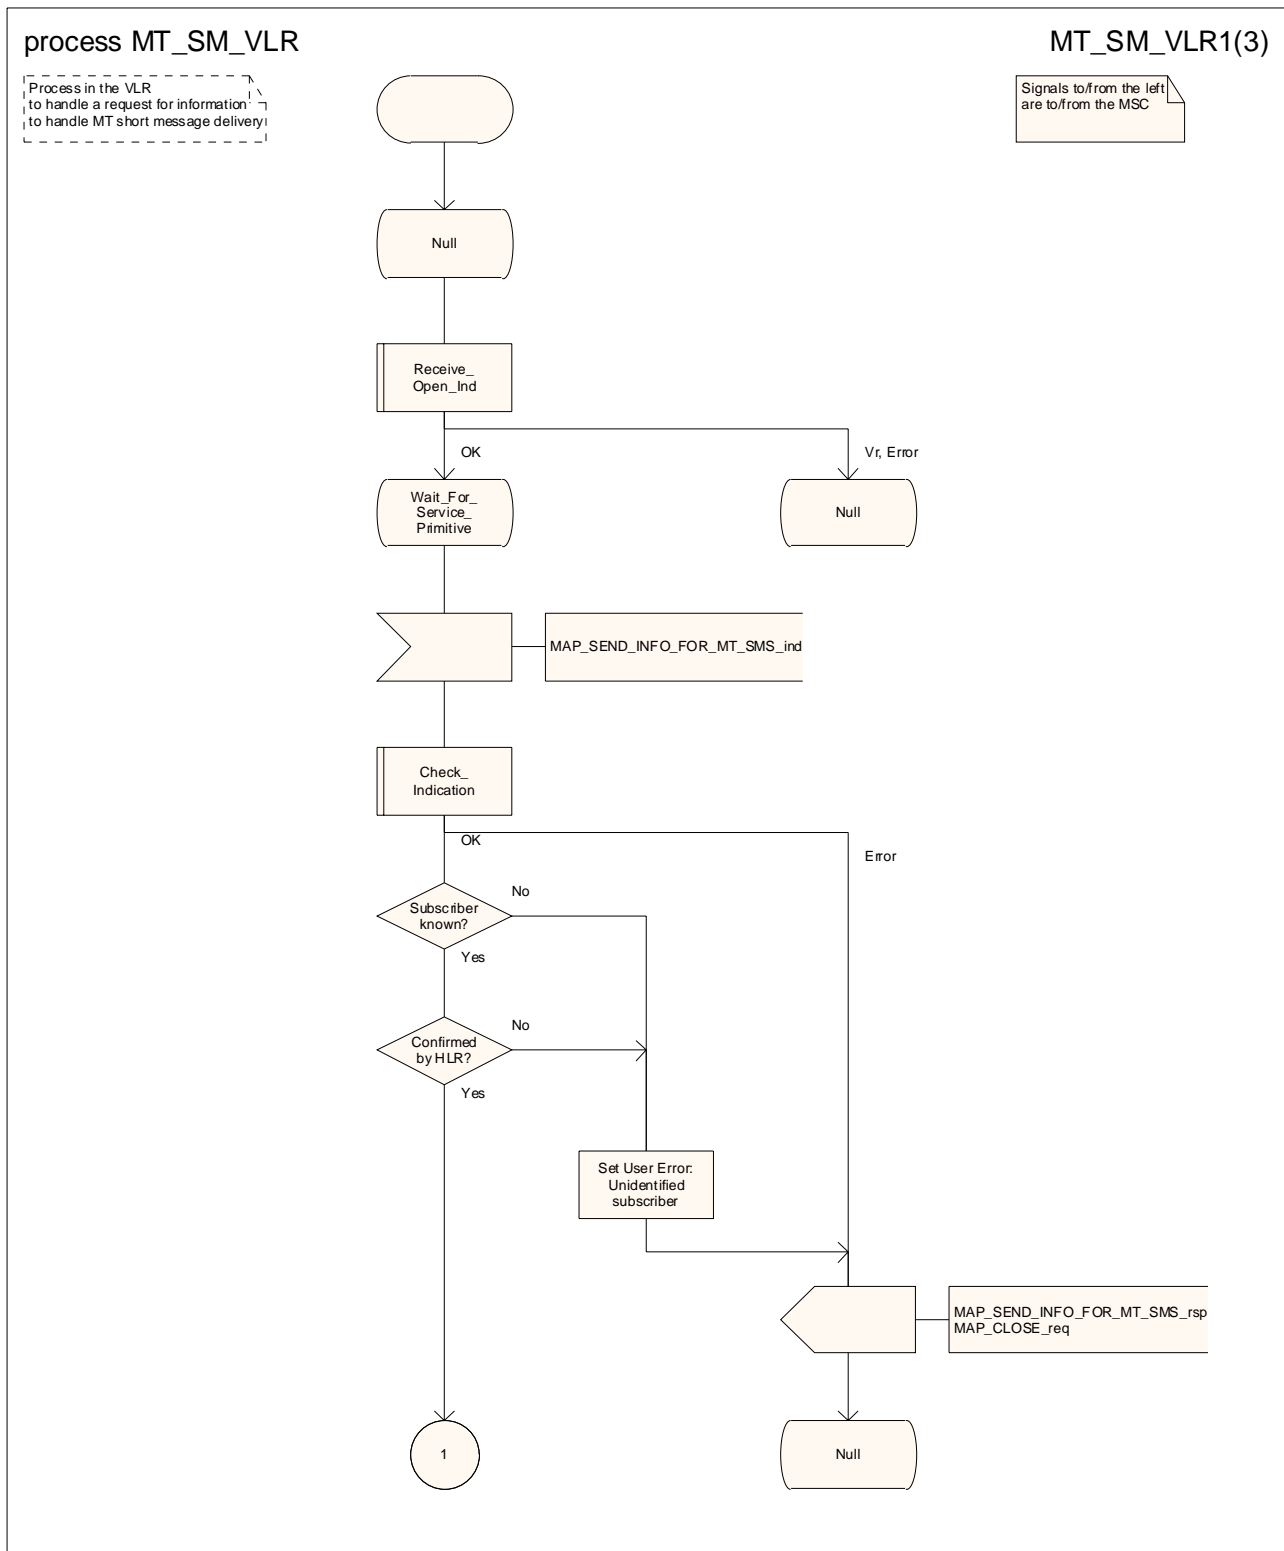 process MT_SM_VLR
MT_SM_VLR1(3)
Process in the VLR
to handle a request for information
to handle MT short message delivery
Signals to/from the left
are to/from the MSC
Null
Receive_
Open_Ind
OK
Vr, Error
Wait_For_
Service_
Primitive
Null
MAP_SEND_INFO_FOR_MT_SMS_ind
Check_
Indication
OK
Error
No
Subscriber
known?
Yes
No
Confirmed
by HLR?
Yes
Set User Error:
Unidentified
subscriber
MAP_SEND_INFO_FOR_MT_SMS_rsp
MAP_CLOSE_req
1
Null